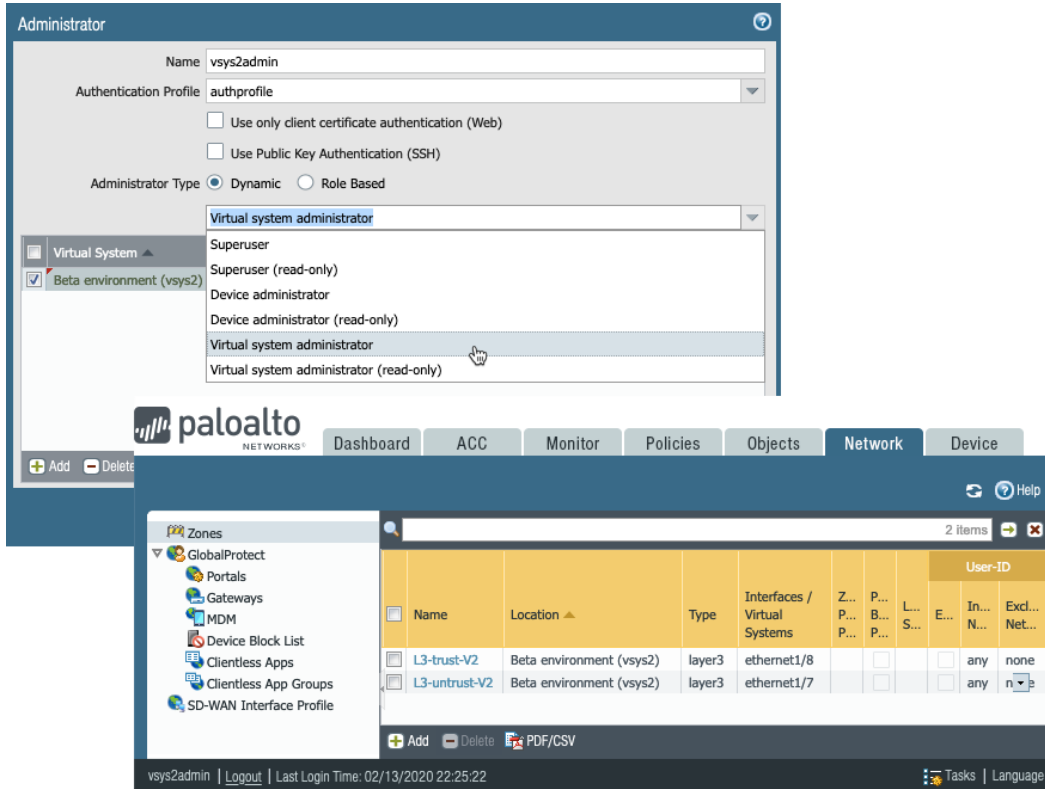 Administrator
Name vsys2admin
Authentication Profile authprofile
Use only client certificate authentication (Web)
Use Public Key Authentication (SSH)
Administrator Type Dynamic Role Based
Virtual system administrator
Virtual System
Beta environment (vsys2)
Superuser
Superuser (read-only)
Device administrator
Device administrator (read-only)
Virtual system administrator
Virtual system administrator (read-only)
Add Delete
paloalto
NETWORKS®
Dashboard ACC Monitor Policies Objects Network Device
Help
Zones
GlobalProtect
Portals
Gateways
MDM
Device Block List
Clientless Apps
Clientless App Groups
SD-WAN Interface Profile
2 items
User-ID
Name Location Type Interfaces / Virtual Systems Z... P... P... P... B... P... L... S... E... In... N... Excl... Net...
L3-trust-V2 Beta environment (vsys2) layer3 ethernet1/8 any none
L3-untrust-V2 Beta environment (vsys2) layer3 ethernet1/7 any
Add Delete PDF/CSV
vsys2admin | Logout | Last Login Time: 02/13/2020 22:25:22
Tasks | Language